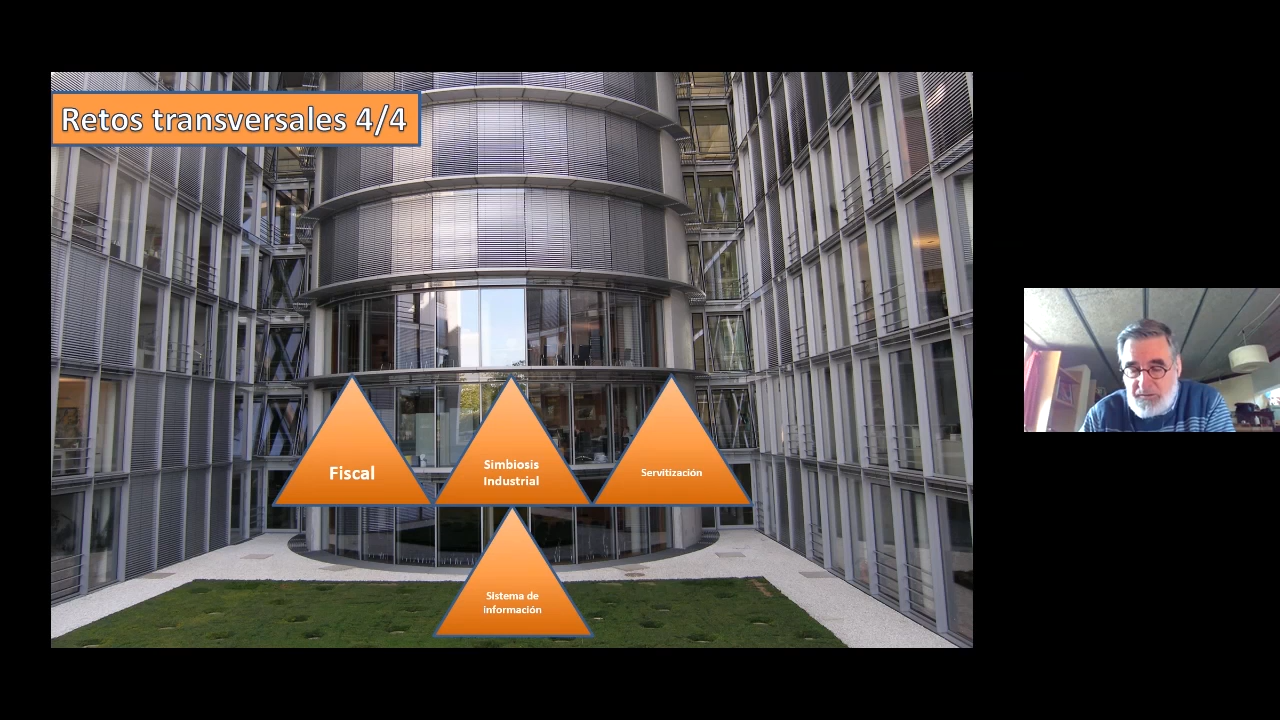 Retos transversales 4/4
Fiscal
Simbiosis
Industrial
Servitización
Sistema de
información